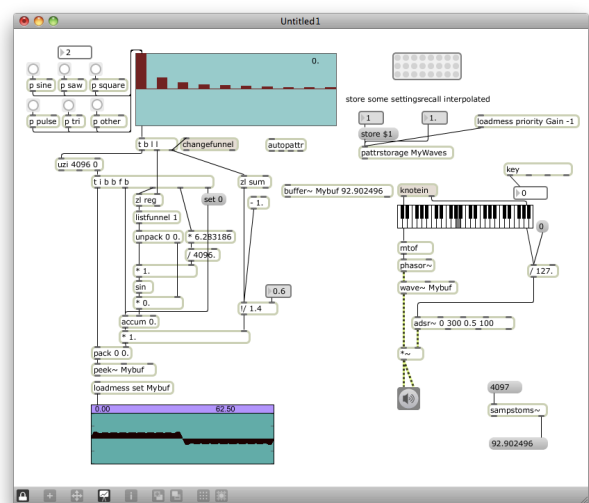 Untitled1
2
0.
p sine
p saw
p square
p pulse
p tri
p other
store some settings
recall interpolated
1
1.
loadmess priority Gain -1
store $1
pattrstorage MyWaves
t b l l
changefunnel
autopattr
uzi 4096 0
key
t i b b f b
zl sum
buffer~ Mybuf 92.902496
knotein
0
zl reg
set 0
- 1.
listfunnel 1
0
unpack 0 0.
* 6.283186
mtof
/ 4096.
phasor~
* 1.
/ 127.
sin
wave~ Mybuf
0.6
* 0.
!/ 1.4
accum 0.
adsr~ 0 300 0.5 100
* 1.
pack 0 0.
*~
peek~ Mybuf
loadmess set Mybuf
4097
0.00
62.50
sampstoms~
92.902496